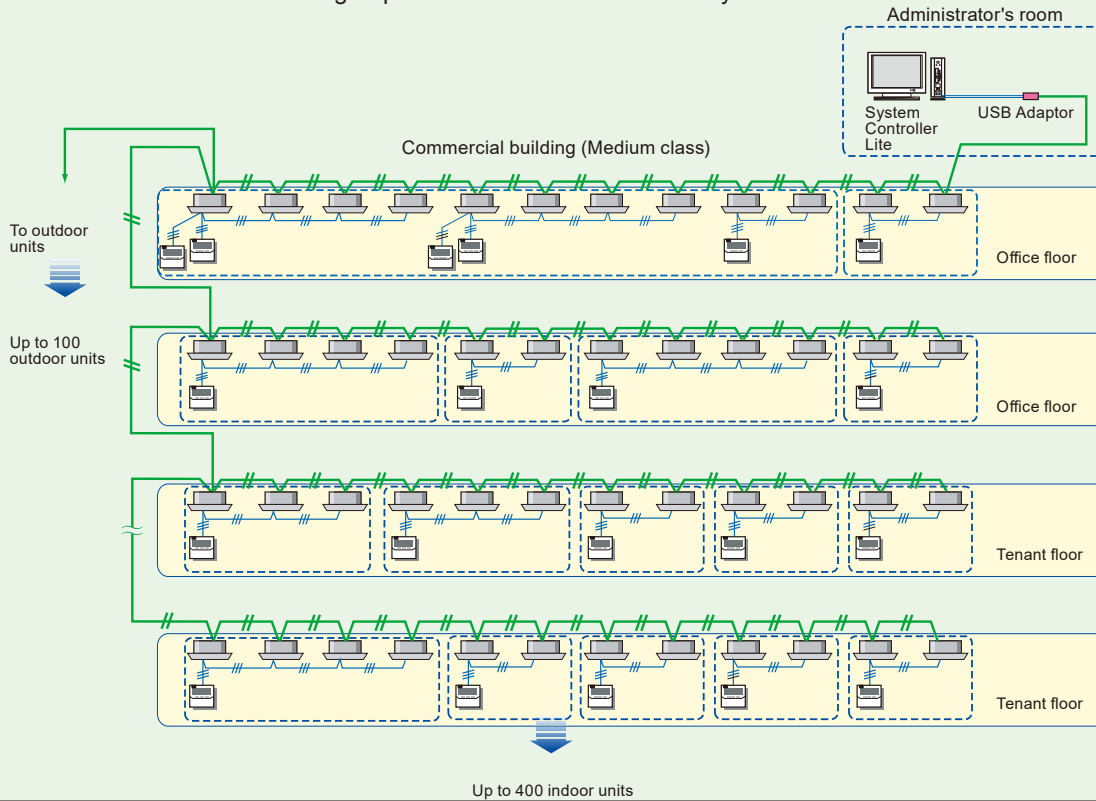 Administrator's room
System
Controller
Lite
USB Adaptor
Commercial building (Medium class)
To outdoor
units
Office floor
Up to 100
outdoor units
Office floor
Tenant floor
Tenant floor
Up to 400 indoor units